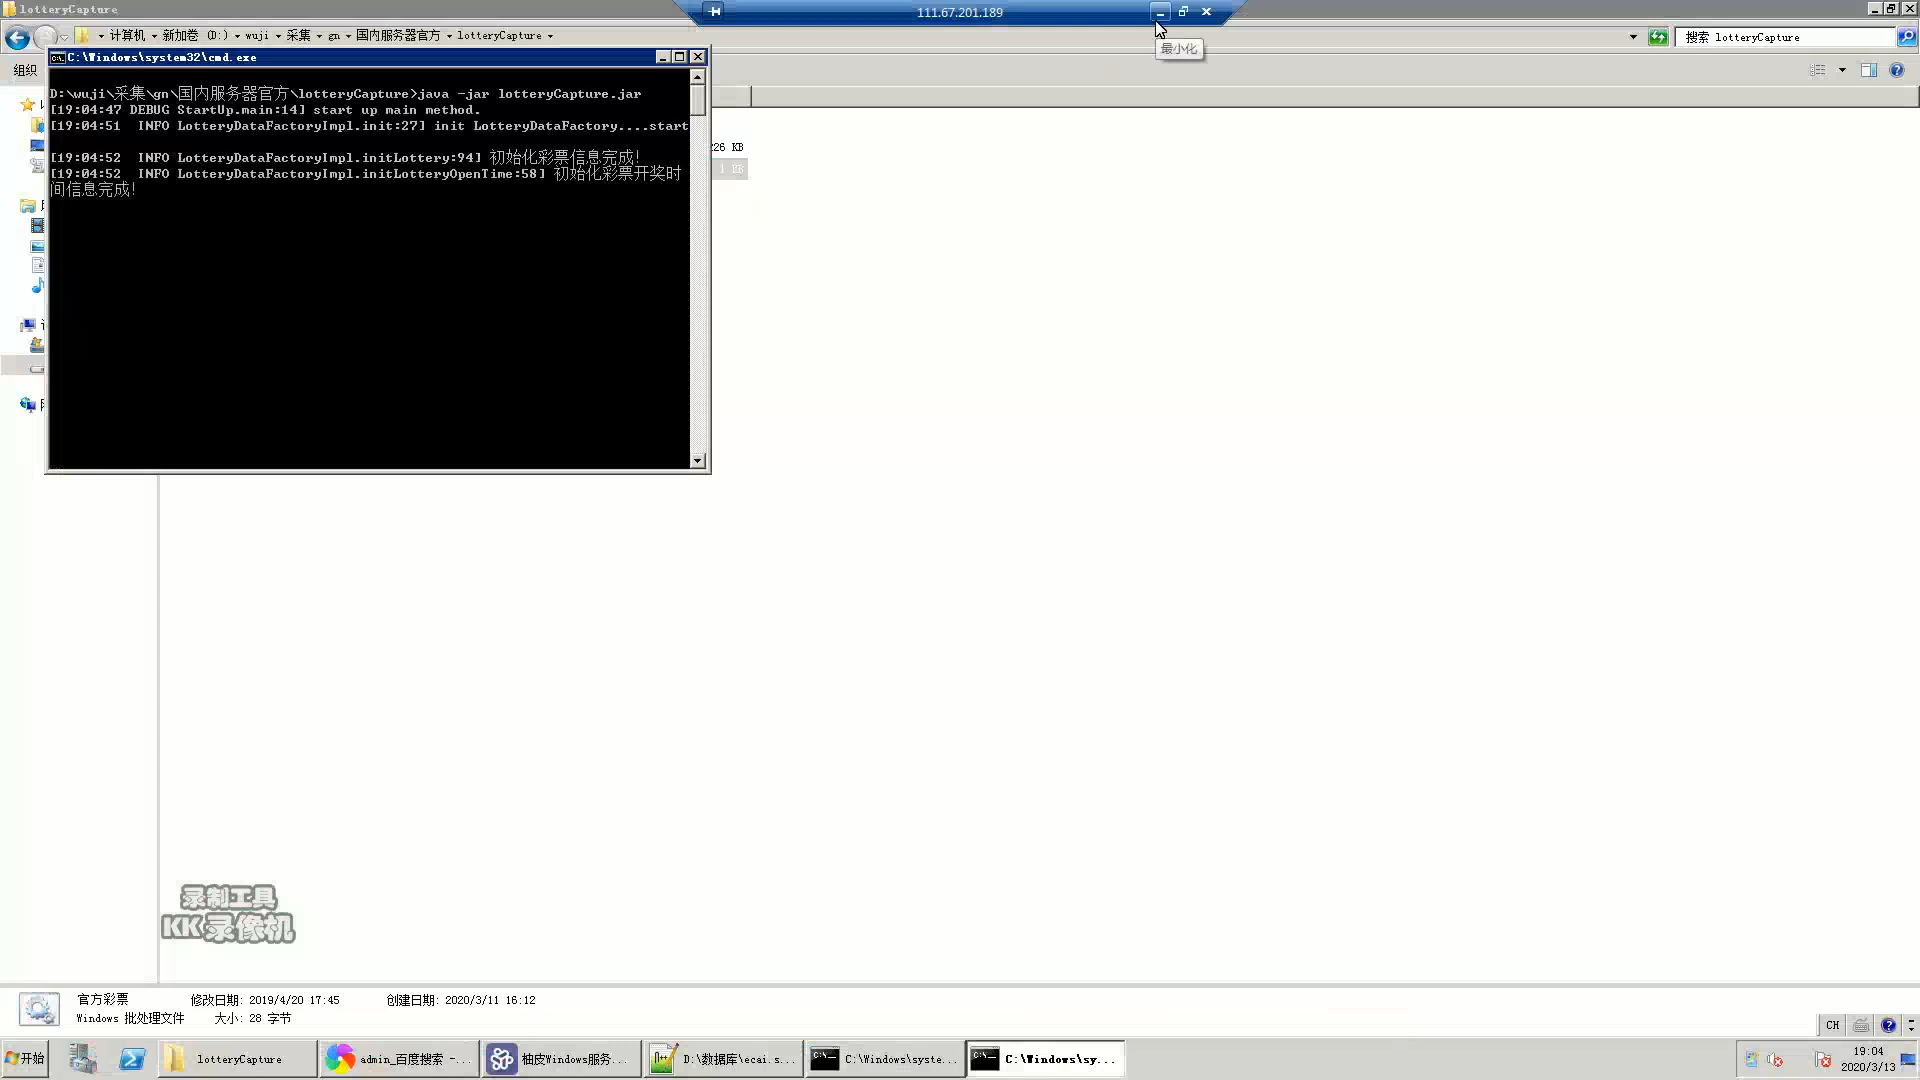 lotteryCapture
111.67.201.189
计算机 新加卷 (D:) wuji 采集 gn 国内服务器官方 lotteryCapture
搜索 lotteryCapture
最小化
组织
C:\Windows\system32\cmd.exe
D:\wuji\采集\gn\国内服务器官方\lotteryCapture>java -jar lotteryCapture.jar
[19:04:47 DEBUG StartUp.main:14] start up main method.
[19:04:51  INFO LotteryDataFactoryImpl.init:27] init LotteryDataFactory....start
[19:04:52  INFO LotteryDataFactoryImpl.initLottery:94] 初始化彩票信息完成!
[19:04:52  INFO LotteryDataFactoryImpl.initLotteryOpenTime:58] 初始化彩票开奖时
间信息完成!
26 KB
1 KB
录制工具
KK录像机
官方彩票 修改日期: 2019/4/20 17:45 创建日期: 2020/3/11 16:12
Windows 批处理文件 大小: 28 字节
CH
开始 lotteryCapture admin_百度搜索 -... 柚皮Windows服务... D:\数据库\ecai.s... C:\Windows\syste... C:\Windows\sy...
19:04
2020/3/13